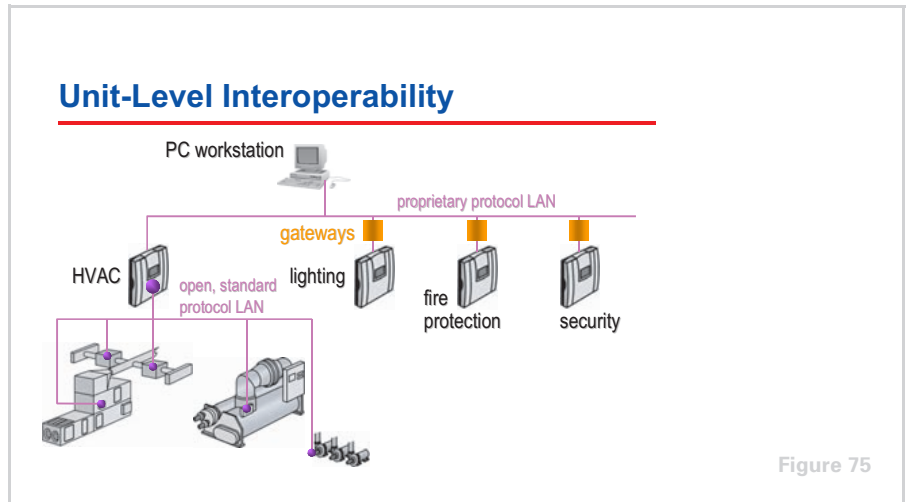 Unit-Level Interoperability
PC workstation
proprietary protocol LAN
gateways
HVAC
open, standard
protocol LAN
lighting
fire
protection
security
Figure 75